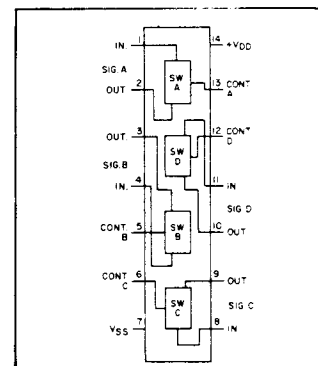 IN. 1 14 +VDD
SIG. A SW A 13 CONT A
OUT 2
OUT. 3 12 CONT D
SW D
SIG. B 11 IN
IN. 4 SIG. D
SW B 10 OUT
CONT. B 5
CONT C 6 9 OUT
SW C SIG C
VSS 7 8 IN